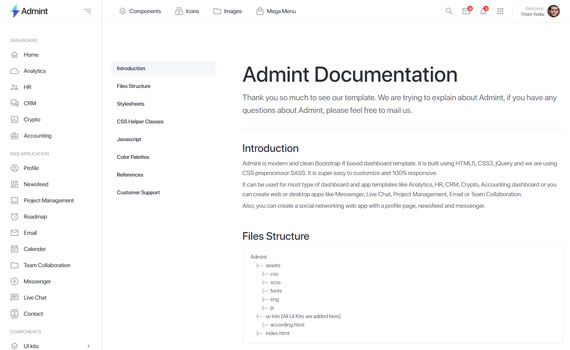 Admint
Components
Icons
Images
Mega Menu
8
3
Welcome,
Thom Yorke
DASHBOARD
Home
Analytics
HR
CRM
Crypto
Accounting
WEB APPLICATION
Profile
Newsfeed
Project Management
Roadmap
Email
Calender
Team Collaboration
Messenger
Live Chat
Contact
COMPONENTS
UI kits
Introduction
Files Structure
Stylesheets
CSS Helper Classes
Javascript
Color Palettes
References
Customer Support
Admint Documentation
Thank you so much to see our template. We are trying to explain about Admint, if you have any
questions about Admint, please feel free to mail us.
Introduction
Admint is modern and clean Bootstrap 4 based dashboard template. It is built using HTML5, CSS3, jQuery and we are using
CSS preprocessor SASS. It is super easy to customize and 100% responsive.
It can be used for most type of dashboard and app templates like Analytics, HR, CRM, Crypto, Accounting dashboard or you
can create web or desktop apps like Messenger, Live Chat, Project Management, Email or Team Collaboration.
Also, you can create a social networking web app with a profile page, newsfeed and messenger.
Files Structure
Admint
|-- assets
|-- css
|-- scss
|-- fonts
|-- img
|-- js
|-- ui-kits [All UI Kits are added here]
|-- according.html
|-- index.html